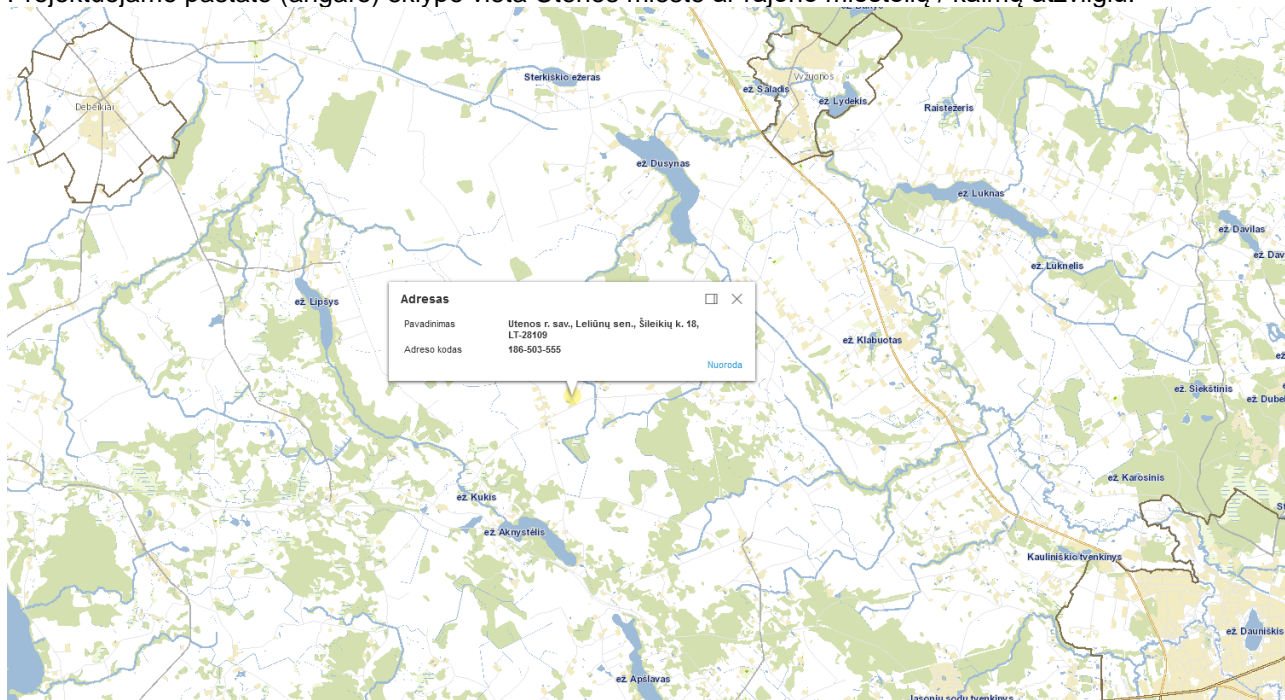 Projektuojamo pastato (angaro) sklypo vieta Utenos miesto ar rajono miestelių / kaimų atžvilgiu:
Debeikiai
Sterkiškio ežeras
Vyžuonos
ež. Saladis
ež. Lydekis
Raistežeris
ež. Dusynas
ež. Luknas
ež. Davilas
ež. Luknelis
ež. Lipšys
Adresas
Pavadinimas Utenos r. sav., Leliūnų sen., Šileikių k. 18,
LT-28109
Adreso kodas 186-503-555
Nuoroda
ež. Klabuotas
ež. Siekštinis
ež. Karosinis
ež. Kukis
ež. Aknystėlis
Kauliniškio tvenkinys
ež. Dauniškis
ež. Apšlavas